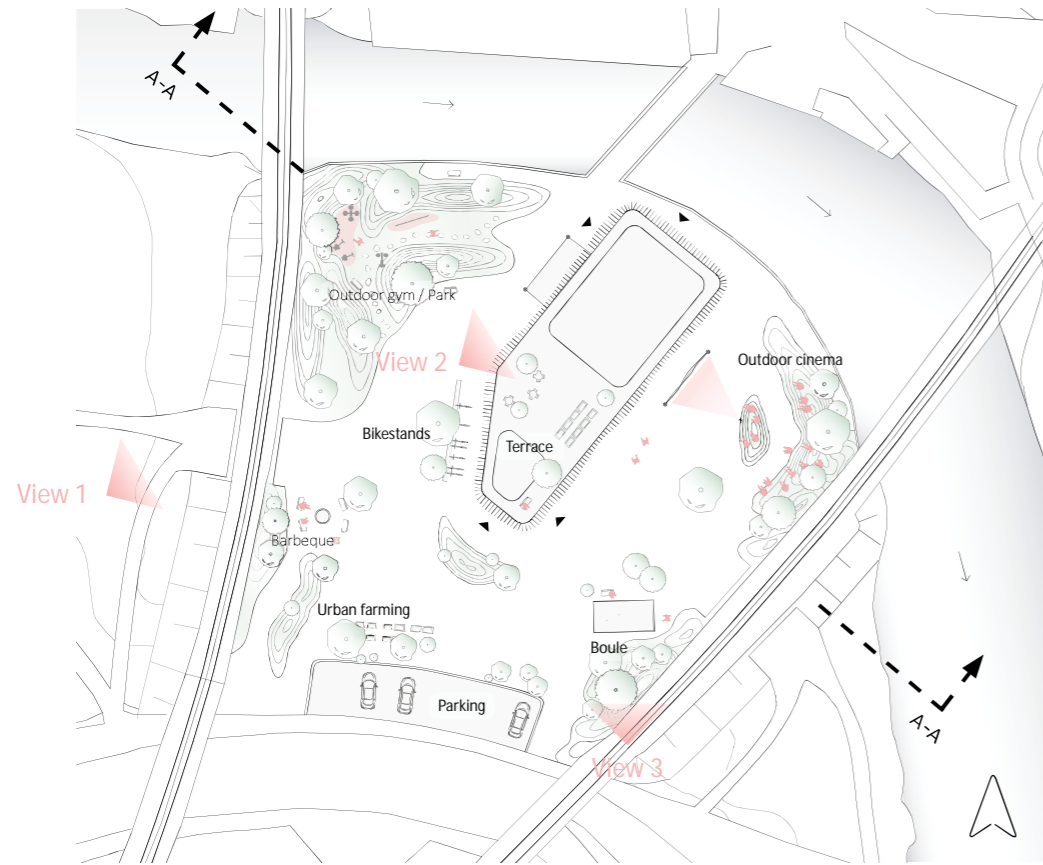 A-A
Outdoor gym / Park
View 2
Outdoor cinema
Bikestands
Terrace
View 1
Barbeque
Urban farming
Boule
Parking
A-A
View 3